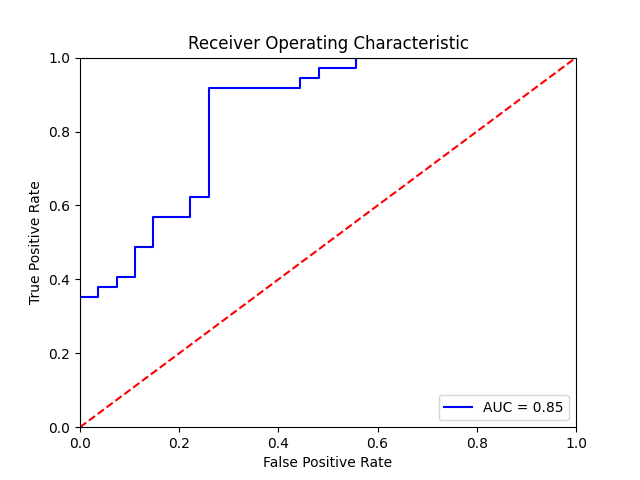 Receiver Operating Characteristic
True Positive Rate
1.0
0.8
0.6
0.4
0.2
0.0
AUC = 0.85
0.0 0.2 0.4 0.6 0.8 1.0
False Positive Rate